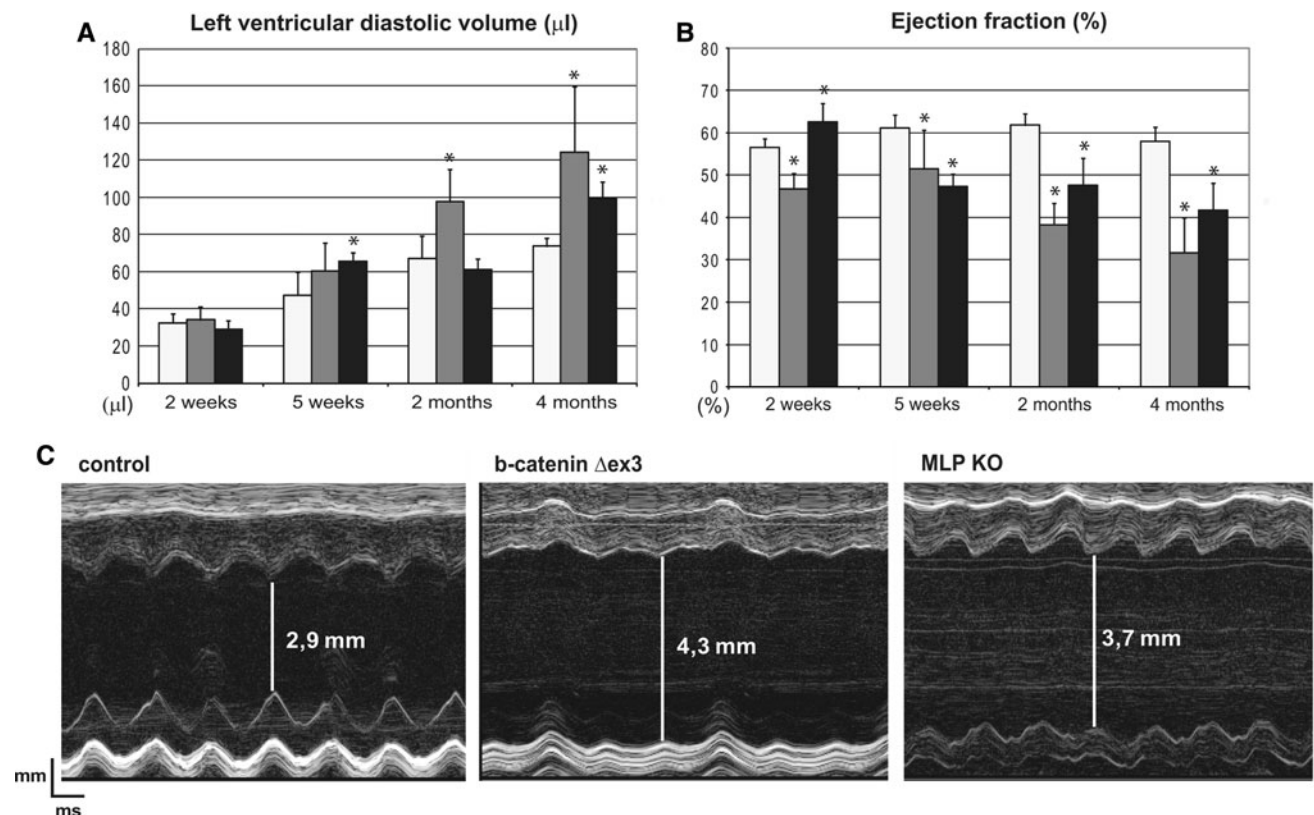 A
Left ventricular diastolic volume (µl)
180
160
140
120
100
80
60
40
20
0
(µl)
2 weeks
5 weeks
2 months
4 months
*
*
*
*
B
Ejection fraction (%)
80
70
60
50
40
30
20
10
0
(%)
2 weeks
5 weeks
2 months
4 months
*
*
*
*
*
*
*
*
C
control
b-catenin Δex3
MLP KO
2,9 mm
4,3 mm
3,7 mm
mm
ms